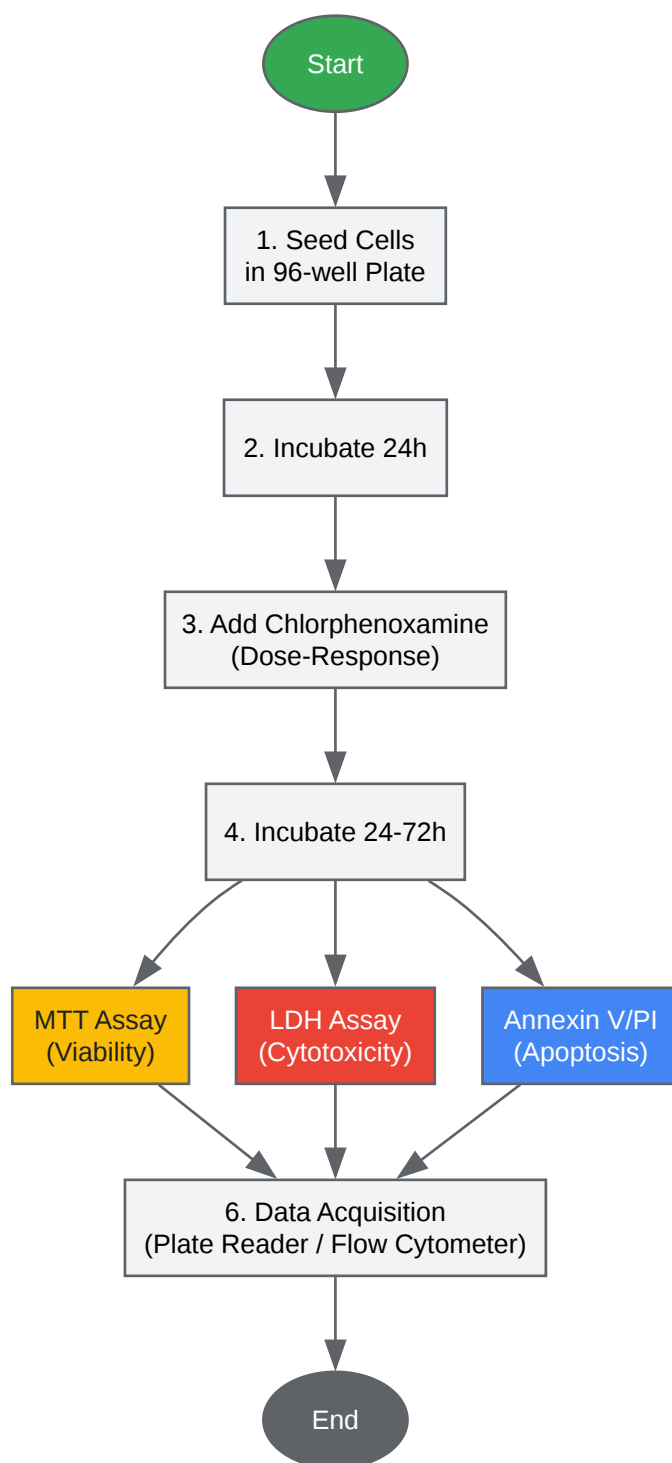 Start
1. Seed Cells
in 96-well Plate
2. Incubate 24h
3. Add Chlorphenoxamine
(Dose-Response)
4. Incubate 24-72h
MTT Assay
(Viability)
LDH Assay
(Cytotoxicity)
Annexin V/PI
(Apoptosis)
6. Data Acquisition
(Plate Reader / Flow Cytometer)
End